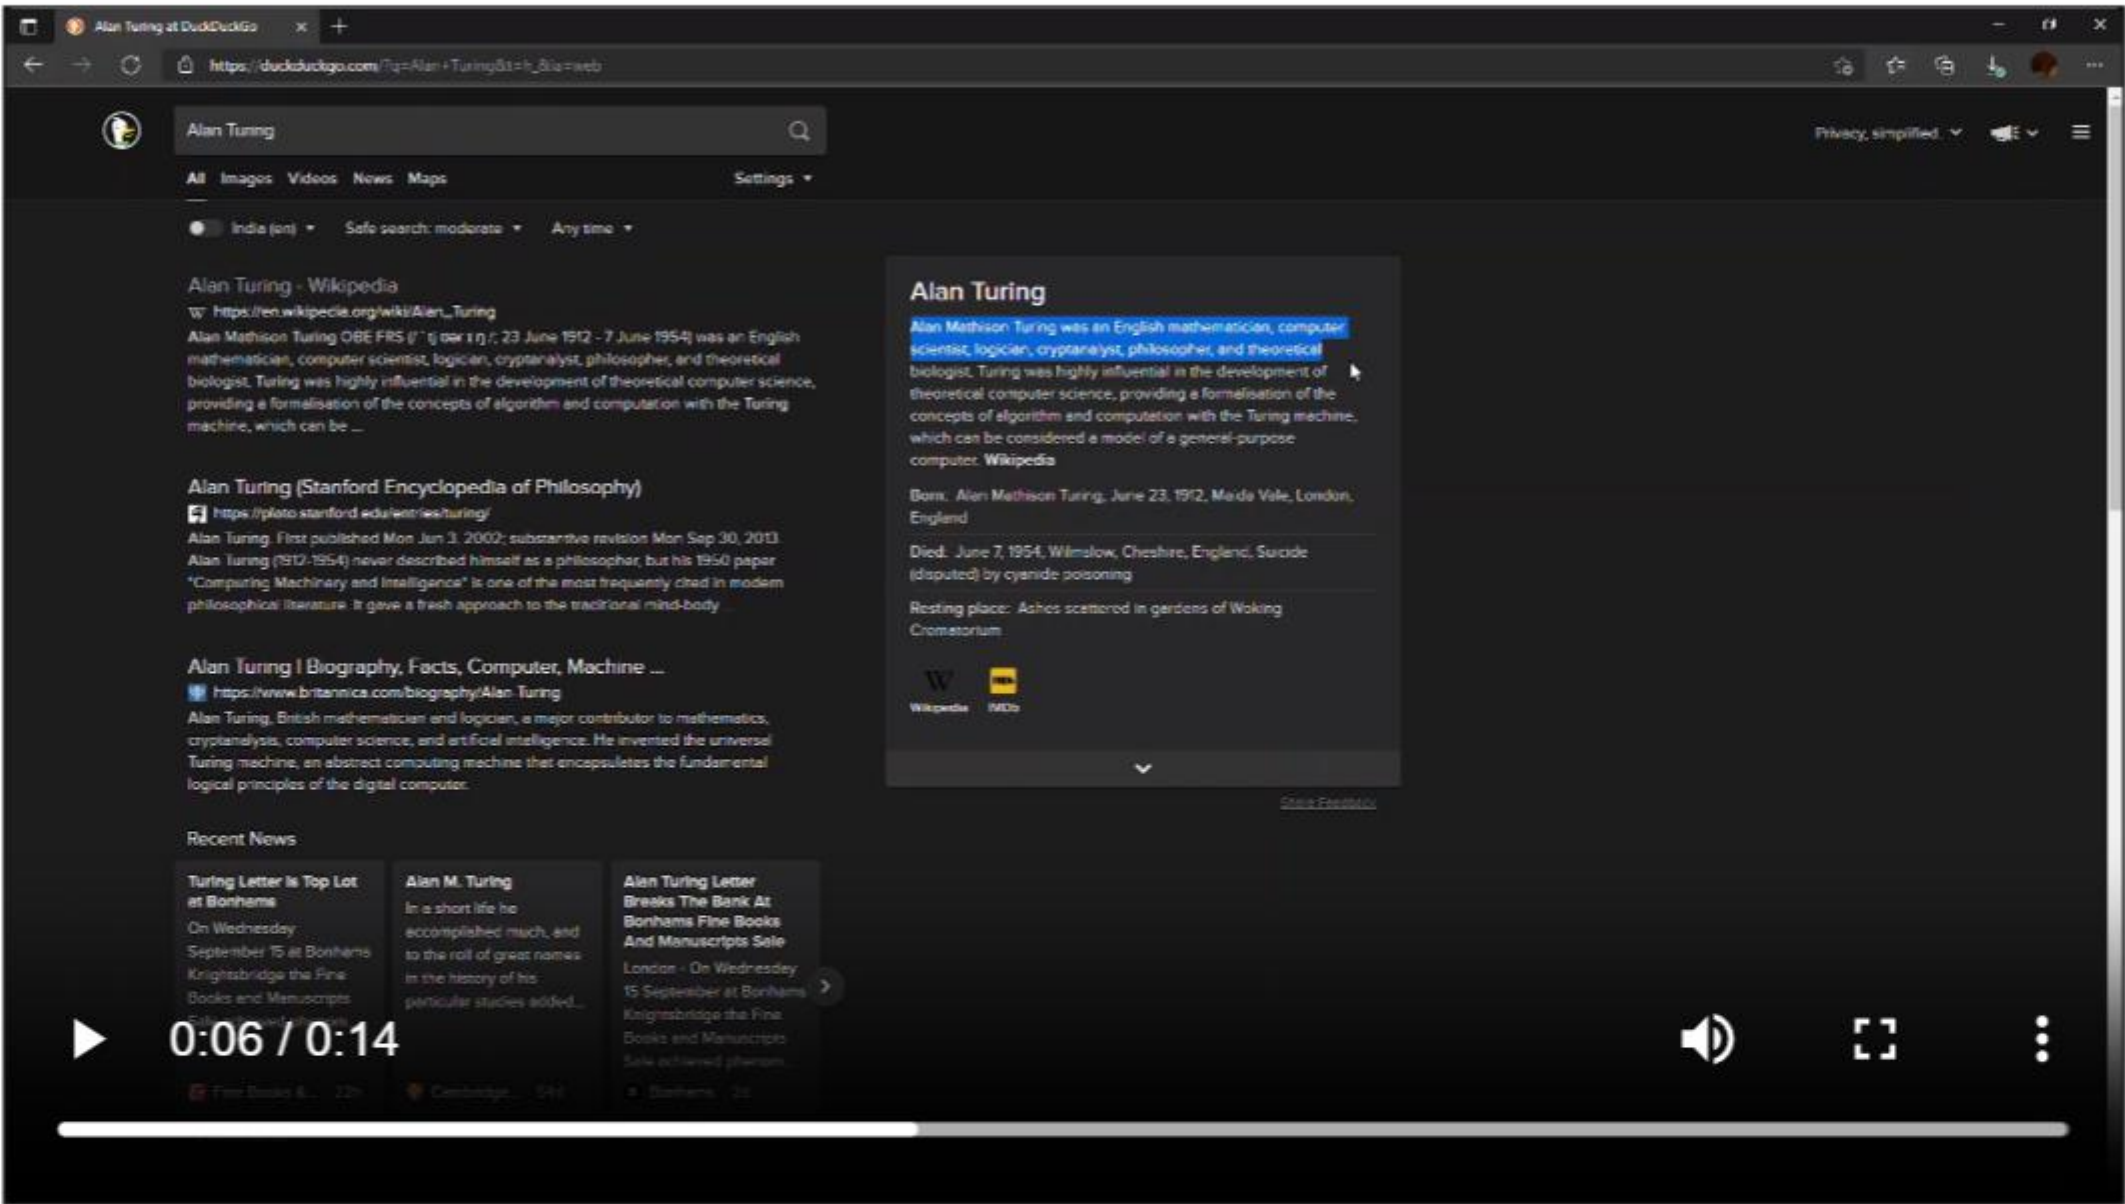 Alan Turing at DuckDuckGo
https://duckduckgo.com/?q=Alan+Turing&t=h_&ia=web
Alan Turing
Privacy, simplified.
All Images Videos News Maps
Settings
India (en) Safe search: moderate Any time
Alan Turing - Wikipedia
W https://en.wikipedia.org/wiki/Alan_Turing
Alan Mathison Turing OBE FRS ( 23 June 1912 - 7 June 1954) was an English
mathematician, computer scientist, logician, cryptanalyst, philosopher, and theoretical
biologist. Turing was highly influential in the development of theoretical computer science,
providing a formalisation of the concepts of algorithm and computation with the Turing
machine, which can be ...
Alan Turing (Stanford Encyclopedia of Philosophy)
https://plato.stanford.edu/entries/turing/
Alan Turing. First published Mon Jun 3, 2002; substantive revision Mon Sep 30, 2013.
Alan Turing (1912-1954) never described himself as a philosopher, but his 1950 paper
"Computing Machinery and Intelligence" is one of the most frequently cited in modern
philosophical literature. It gave a fresh approach to the traditional mind-body ...
Alan Turing | Biography, Facts, Computer, Machine ...
https://www.britannica.com/biography/Alan-Turing
Alan Turing, British mathematician and logician, a major contributor to mathematics,
cryptanalysis, computer science, and artificial intelligence. He invented the universal
Turing machine, an abstract computing machine that encapsulates the fundamental
logical principles of the digital computer.
Recent News
Turing Letter Is Top Lot
at Bonhams
On Wednesday
September 15 at Bonhams
Knightsbridge the Fine
Books and Manuscripts
Fine Books &... 22h
Alan M. Turing
In a short life he
accomplished much, and
to the roll of great names
in the history of his
particular studies added...
Cambridge...
Alan Turing Letter
Breaks The Bank At
Bonhams Fine Books
And Manuscripts Sale
London - On Wednesday
15 September at Bonhams
Knightsbridge the Fine
Books and Manuscripts
Sale achieved phenom...
Bonhams
Alan Turing
Alan Mathison Turing was an English mathematician, computer
scientist, logician, cryptanalyst, philosopher, and theoretical
biologist. Turing was highly influential in the development of
theoretical computer science, providing a formalisation of the
concepts of algorithm and computation with the Turing machine,
which can be considered a model of a general-purpose
computer. Wikipedia
Born: Alan Mathison Turing, June 23, 1912, Maida Vale, London,
England
Died: June 7, 1954, Wilmslow, Cheshire, England, Suicide
(disputed) by cyanide poisoning
Resting place: Ashes scattered in gardens of Woking
Crematorium
W
Wikipedia IMDb
Share Feedback
0:06 / 0:14